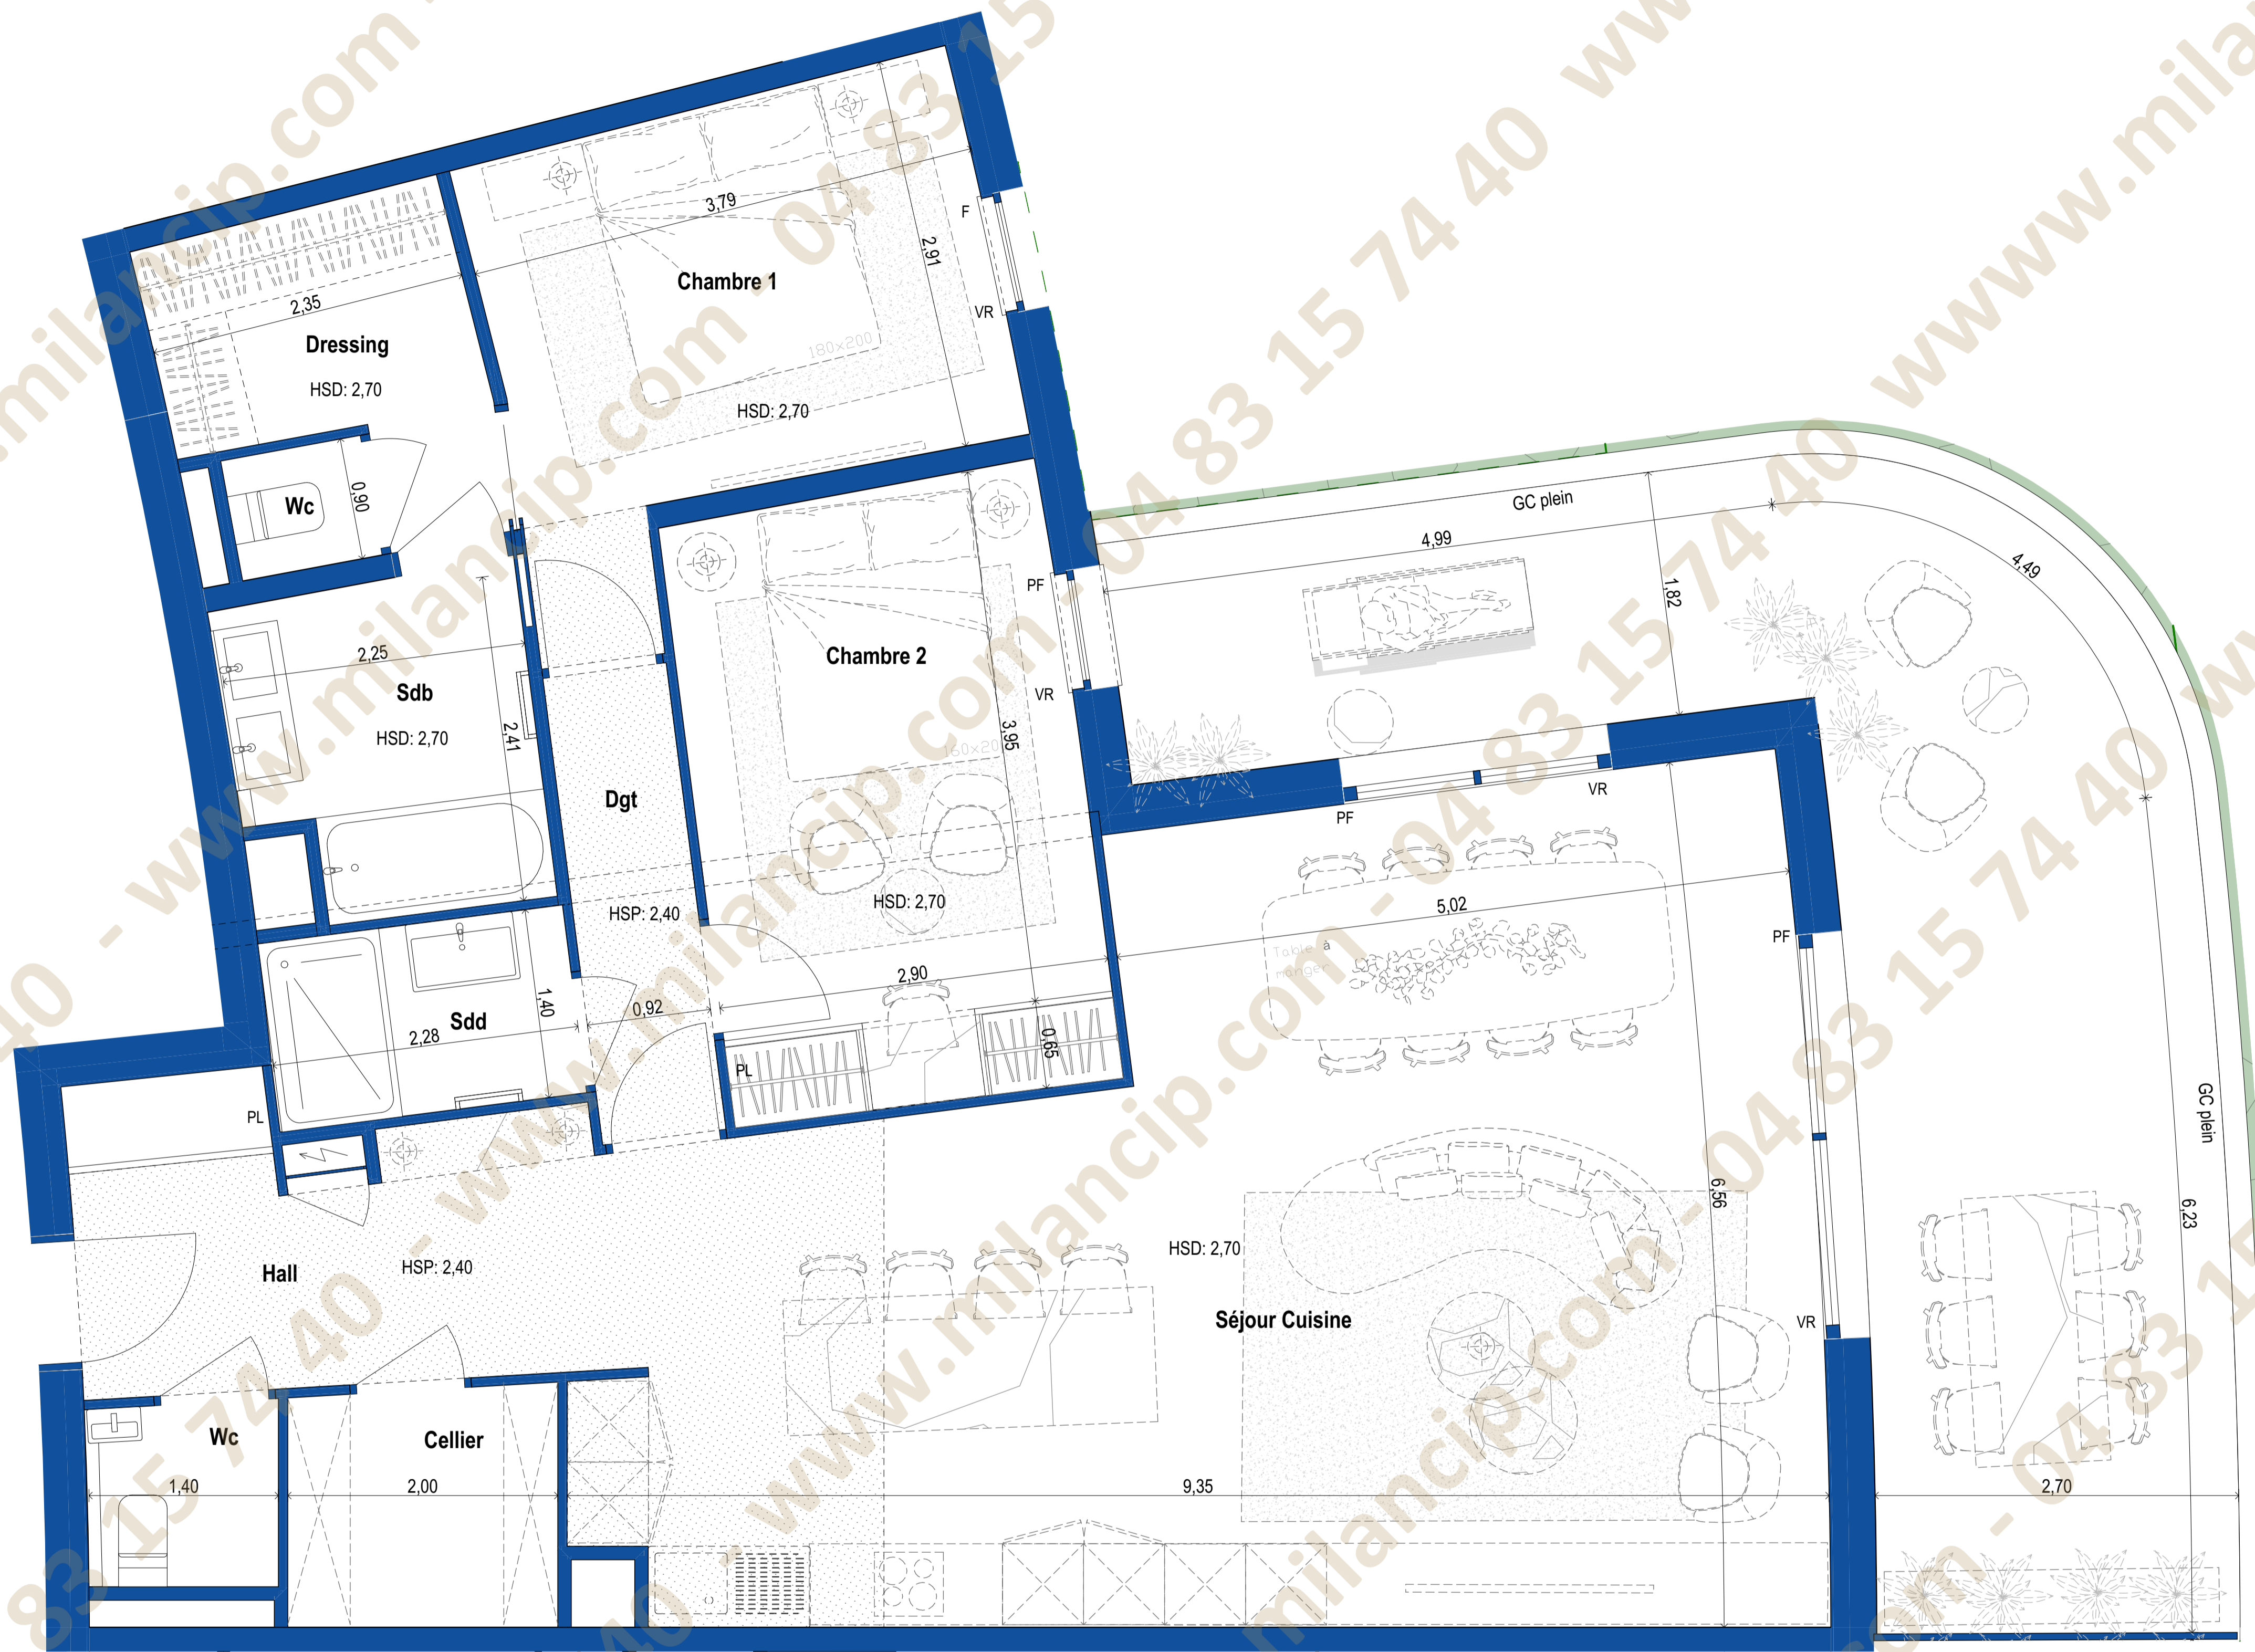 3,79
F
2,91
Chambre 1
VR
2,35
Dressing
180x200
HSD: 2,70
HSD: 2,70
Wc
0,90
GC plein
4,99
4,49
1,82
PF
Chambre 2
2,25
Sdb
VR
HSD: 2,70
2,41
3,95
160x200
Dgt
VR
PF
HSP: 2,40
HSD: 2,70
5,02
PF
Table à
manger
2,90
1,40
0,92
Sdd
2,28
0,65
PL
PL
GC plein
6,56
6,23
HSD: 2,70
Hall
HSP: 2,40
Séjour Cuisine
VR
Wc
Cellier
1,40
2,00
9,35
2,70
www.milancip.com - 04 83 15 74 40